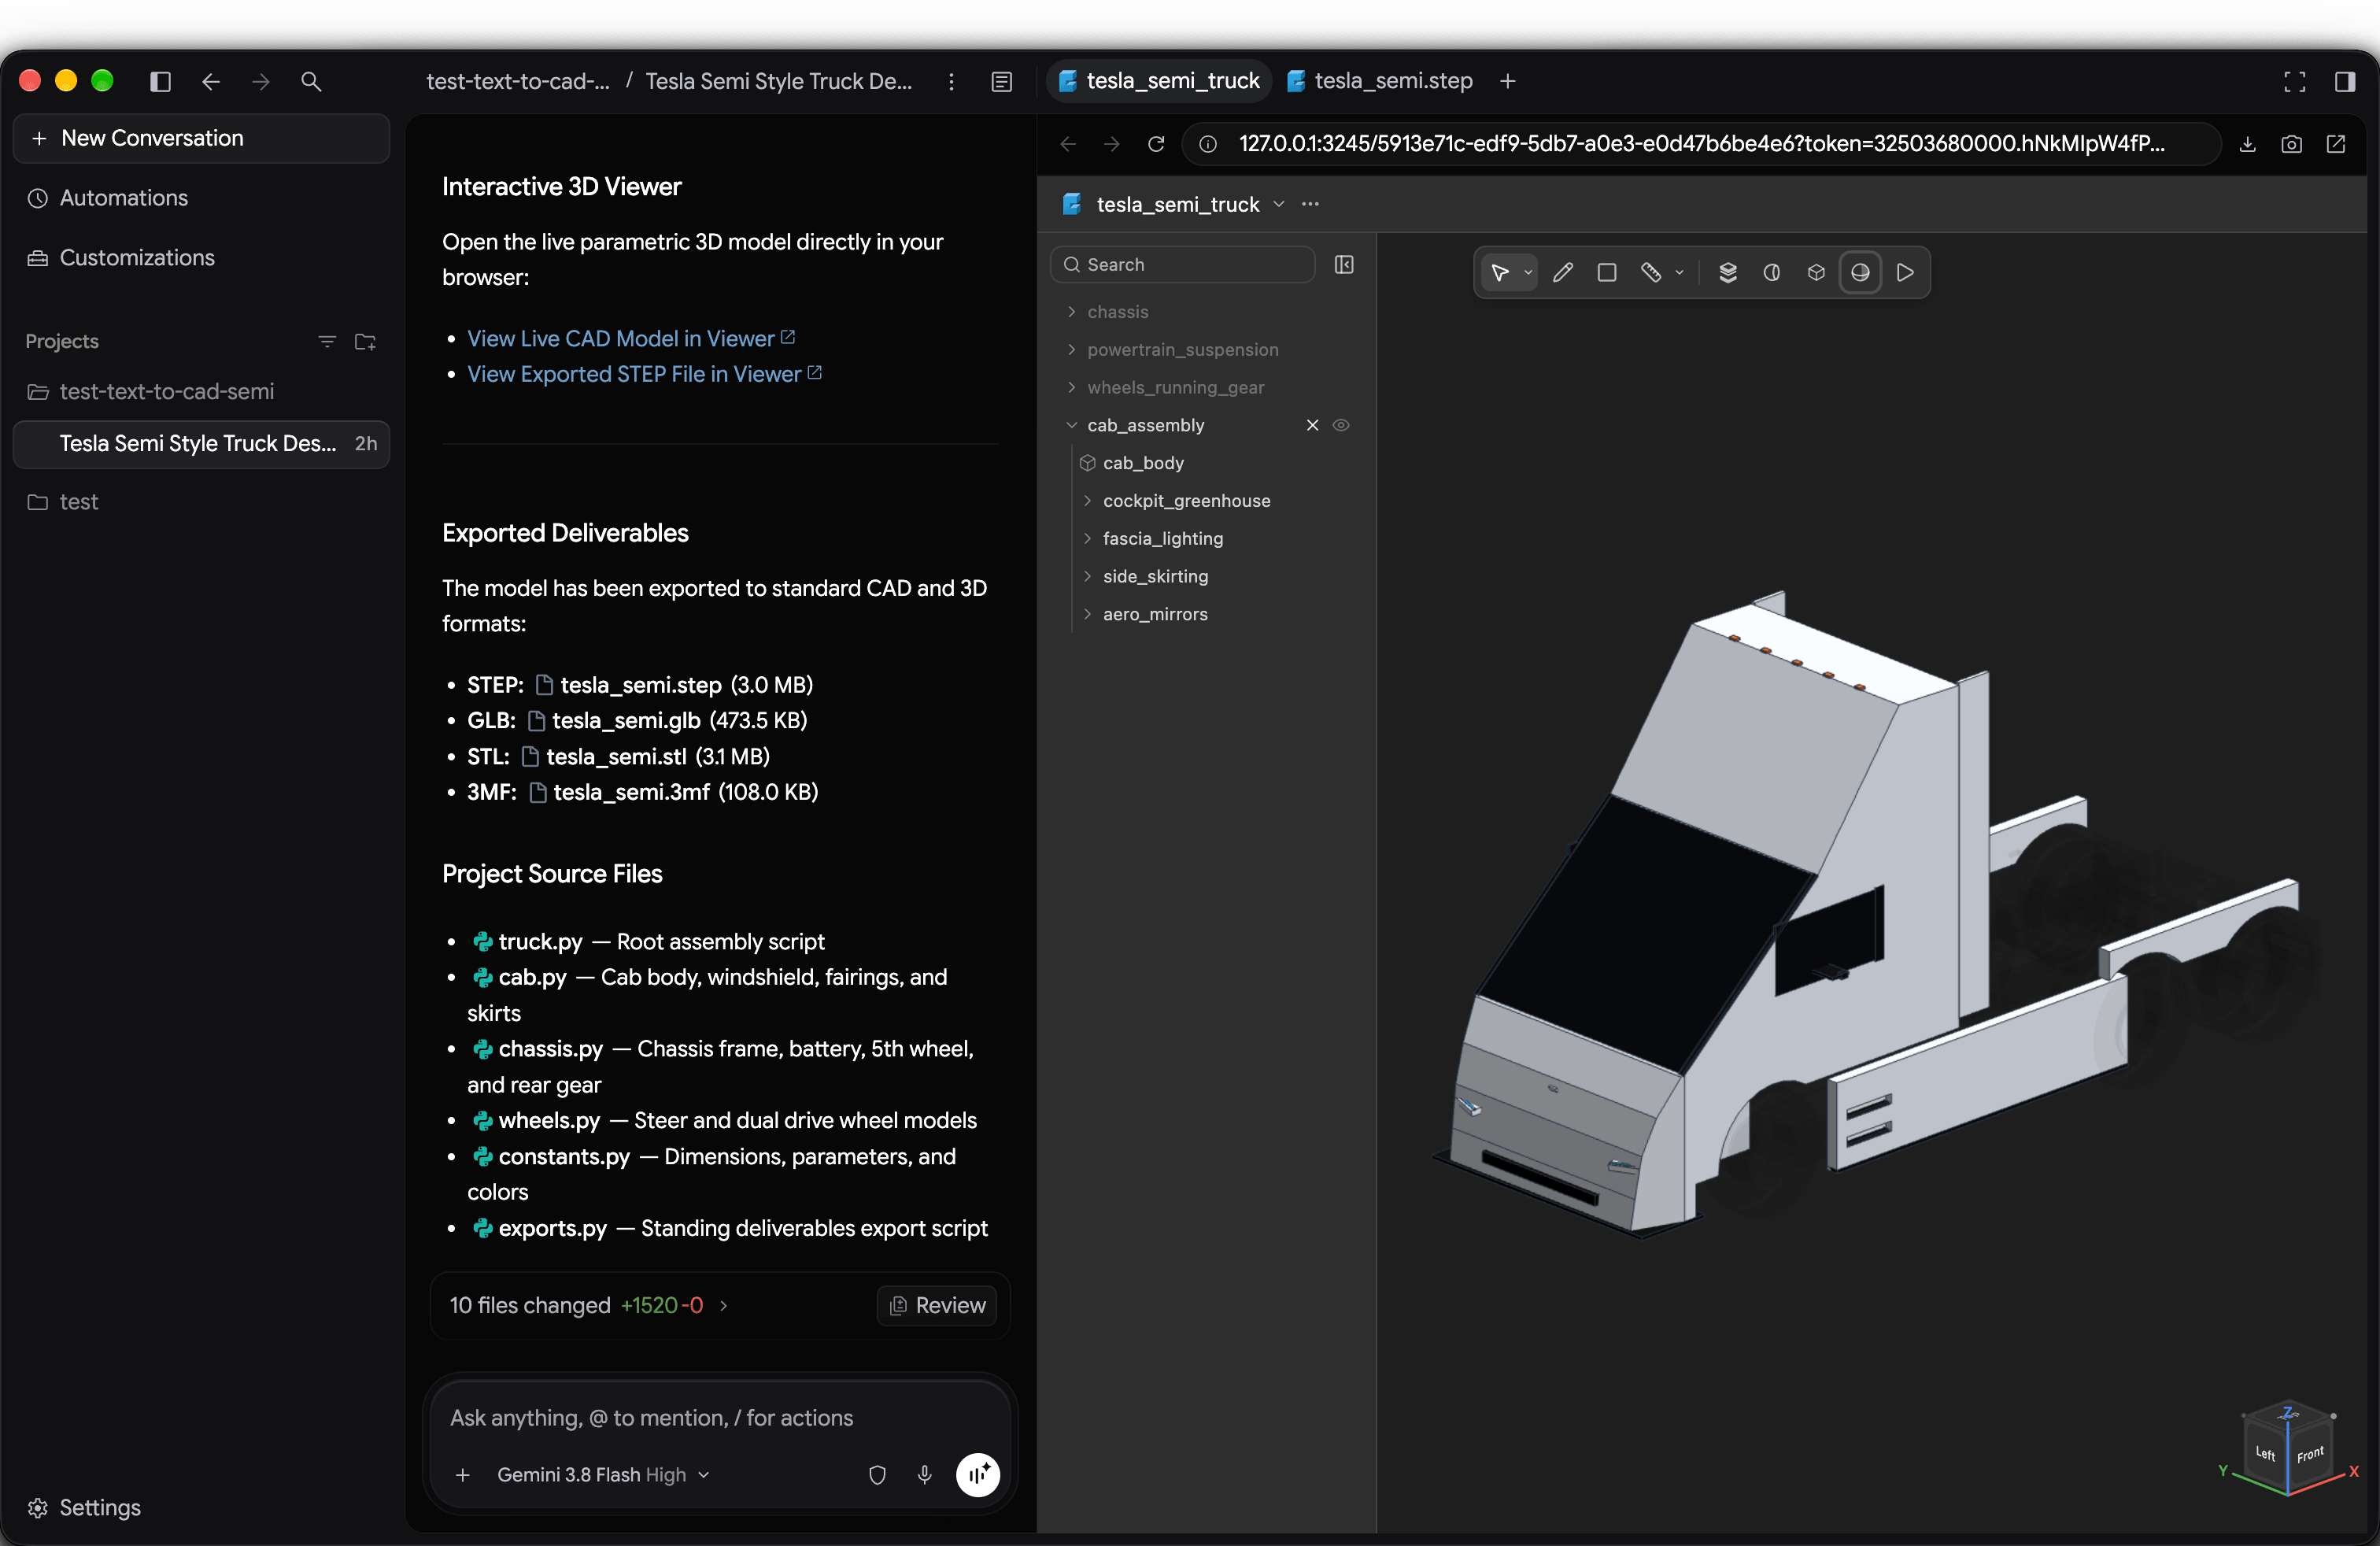 test-text-to-cad-... / Tesla Semi Style Truck De...
tesla_semi_truck
tesla_semi.step
New Conversation
Automations
Customizations
Projects
test-text-to-cad-semi
Tesla Semi Style Truck Des... 2h
test
Settings
Interactive 3D Viewer
Open the live parametric 3D model directly in your
browser:
• View Live CAD Model in Viewer
• View Exported STEP File in Viewer
Exported Deliverables
The model has been exported to standard CAD and 3D
formats:
• STEP: tesla_semi.step (3.0 MB)
• GLB: tesla_semi.glb (473.5 KB)
• STL: tesla_semi.stl (3.1 MB)
• 3MF: tesla_semi.3mf (108.0 KB)
Project Source Files
• truck.py — Root assembly script
• cab.py — Cab body, windshield, fairings, and
skirts
• chassis.py — Chassis frame, battery, 5th wheel,
and rear gear
• wheels.py — Steer and dual drive wheel models
• constants.py — Dimensions, parameters, and
colors
• exports.py — Standing deliverables export script
10 files changed +1520 -0
Review
Ask anything, @ to mention, / for actions
Gemini 3.8 Flash High
127.0.0.1:3245/5913e71c-edf9-5db7-a0e3-e0d47b6be4e6?token=32503680000.hNkMIpW4fP...
tesla_semi_truck
Search
chassis
powertrain_suspension
wheels_running_gear
cab_assembly
cab_body
cockpit_greenhouse
fascia_lighting
side_skirting
aero_mirrors
Z
Left
Front
Y
X